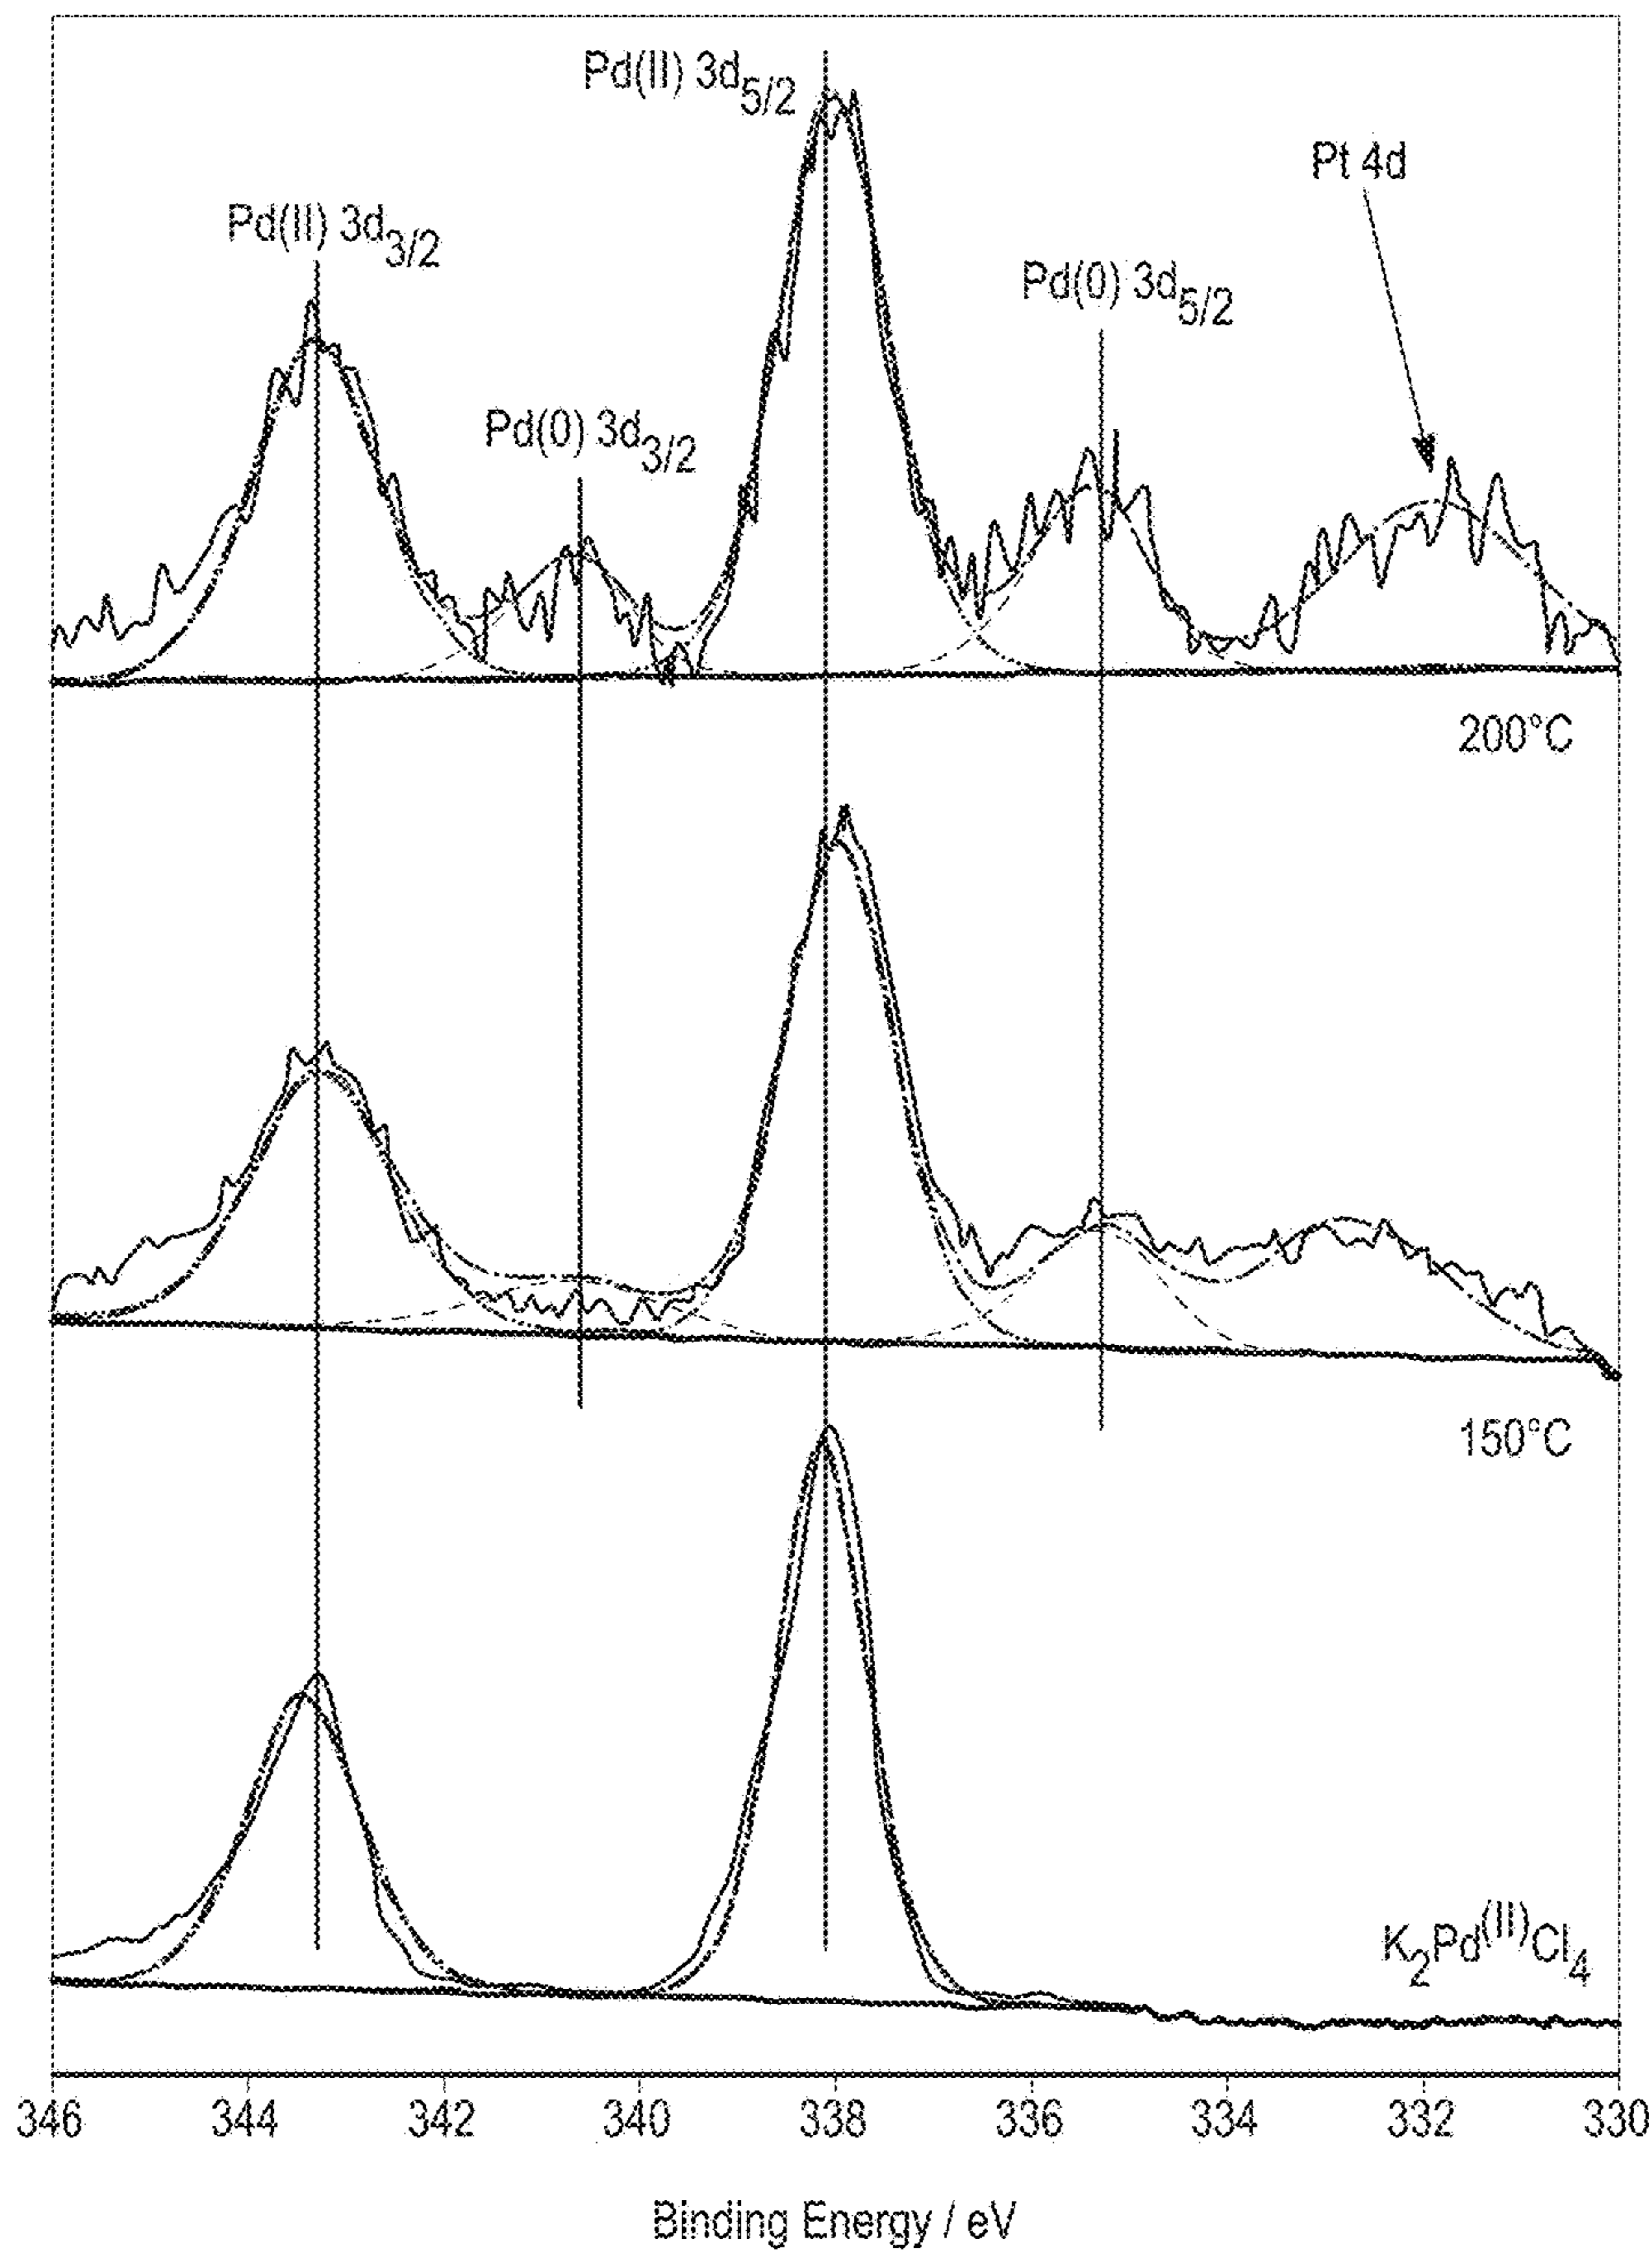 Pd(II) 3d5/2
Pt 4d
Pd(II) 3d3/2
Pd(0) 3d5/2
Pd(0) 3d3/2
200°C
150°C
K2Pd(II)Cl4
346 344 342 340 338 336 334 332 330
Binding Energy / eV